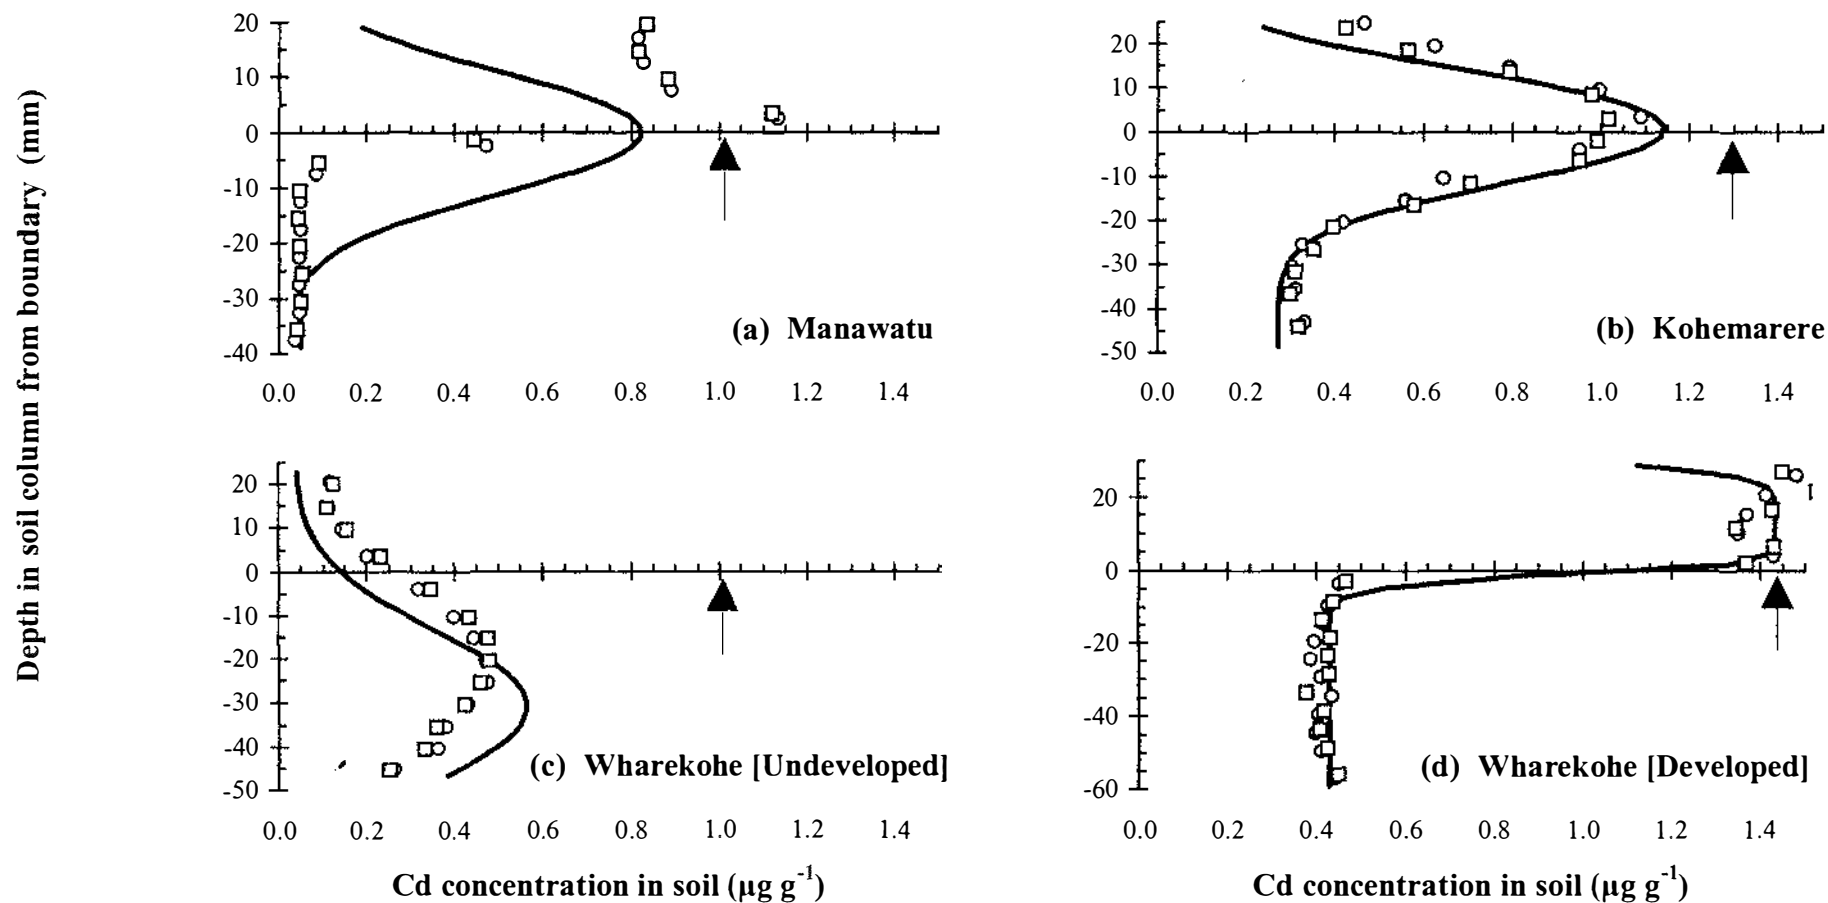 Depth in soil column from boundary (mm)
20
10
0
-10
-20
-30
-40
(a) Manawatu
0.0 0.2 0.4 0.6 0.8 1.0 1.2 1.4
20
10
0
-10
-20
-30
-40
-50
(b) Kohemarere
0.0 0.2 0.4 0.6 0.8 1.0 1.2 1.4
20
10
0
-10
-20
-30
-40
-50
(c) Wharekohe [Undeveloped]
0.0 0.2 0.4 0.6 0.8 1.0 1.2 1.4
Cd concentration in soil (µg g⁻¹)
20
0
-20
-40
-60
(d) Wharekohe [Developed]
0.0 0.2 0.4 0.6 0.8 1.0 1.2 1.4
Cd concentration in soil (µg g⁻¹)